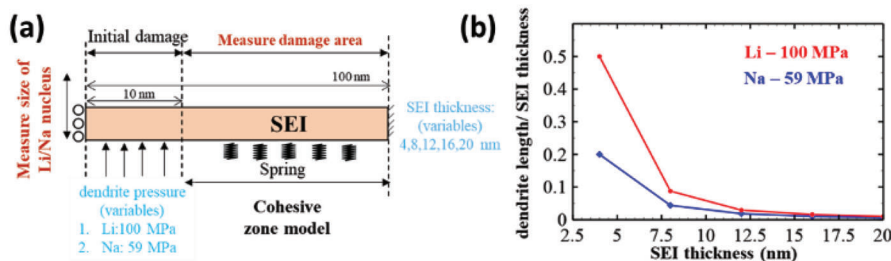 (a)
Initial damage
Measure damage area
100 nm
10 nm
Measure size of
Li/Na nucleus
SEI
SEI thickness:
(variables)
4,8,12,16,20 nm
Spring
dendrite pressure
(variables)
1. Li:100 MPa
2. Na: 59 MPa
Cohesive
zone model
(b)
dendrite length/ SEI thickness
Li – 100 MPa
Na – 59 MPa
0.5
0.4
0.3
0.2
0.1
0
2.5 5 7.5 10 12.5 15 17.5 20
SEI thickness (nm)